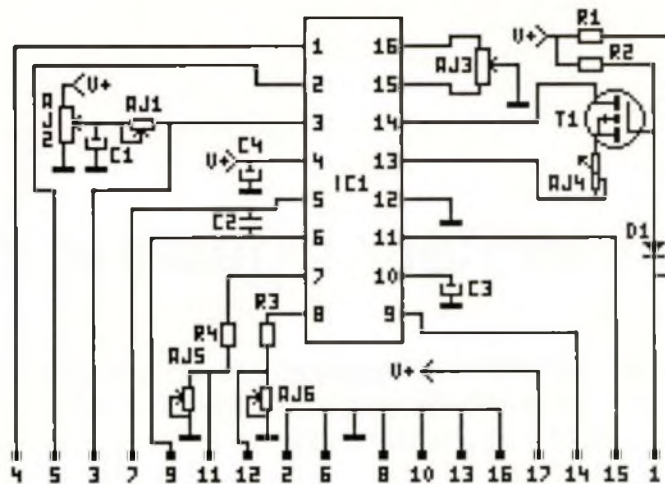 R1
V+
R2
1 16
AJ3
2 15
V+
AJ2 AJ1
3 14
T1
C1
C4
V+ 4 13
IC1
AJ4
5 12
C2
6 11
D1
7 10
C3
R4 R3
8 9
AJ5
AJ6
V+
4 5 3 7 9 11 12 2 6 8 10 13 16 17 14 15 1